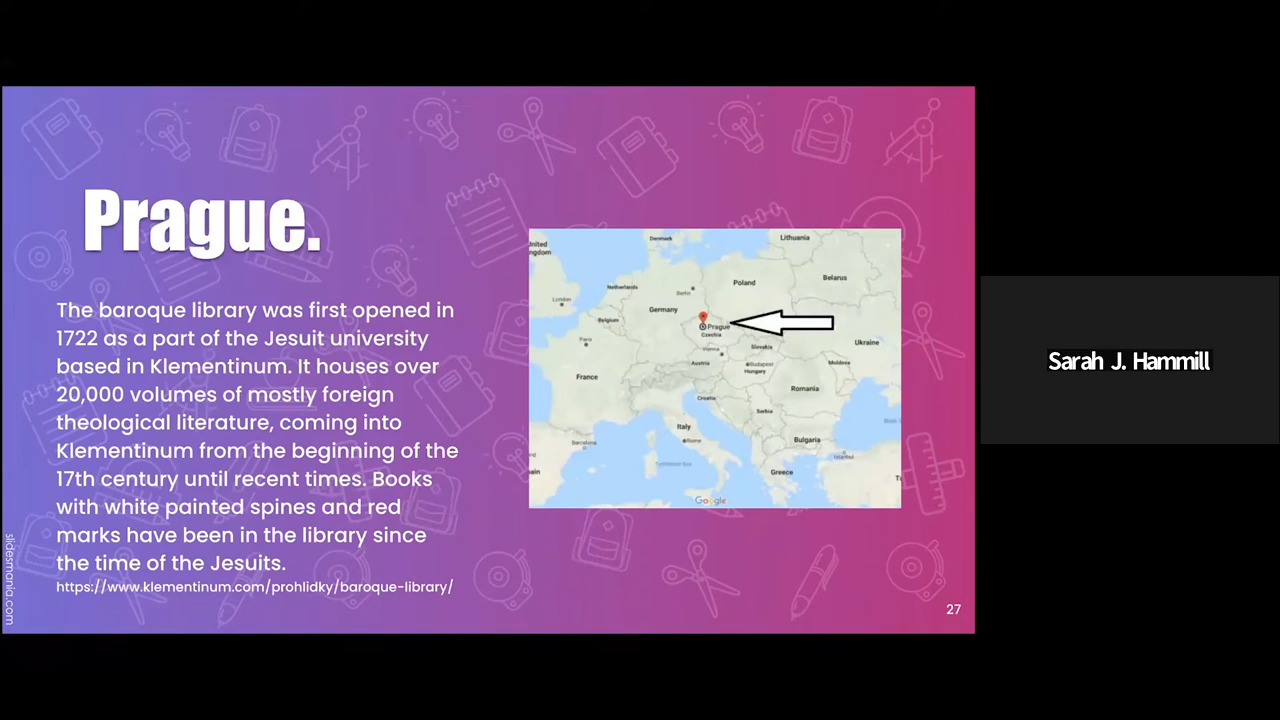 Prague.
The baroque library was first opened in
1722 as a part of the Jesuit university
based in Klementinum. It houses over
20,000 volumes of mostly foreign
theological literature, coming into
Klementinum from the beginning of the
17th century until recent times. Books
with white painted spines and red
marks have been in the library since
the time of the Jesuits.
https://www.klementinum.com/prohlidky/baroque-library/
slidesmania.com
United
Kingdom
Denmark
Lithuania
London
Netherlands
Berlin
Poland
Belarus
Belgium
Germany
Prague
Czechia
Paris
Ukraine
Slovakia
Vienna
Austria
Budapest
Hungary
Moldova
France
Croatia
Romania
Serbia
Italy
Rome
Barcelona
Bulgaria
Istanbul
Greece
Google
27
Sarah J. Hammill